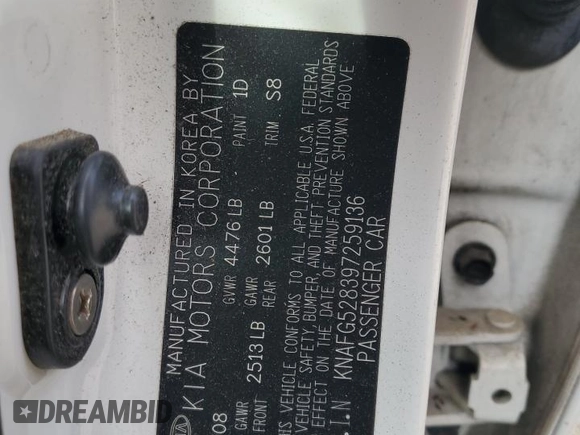 MANUFACTURED IN KOREA BY
KIA MOTORS CORPORATION
08 GVWR 4476 LB PAINT 1D
GAWR FRONT 2513 LB GAWR REAR 2601 LB TRIM S8
HIS VEHICLE CONFORMS TO ALL APPLICABLE U.S.A. FEDERAL
VEHICLE SAFETY, BUMPER, AND THEFT PREVENTION STANDARDS
EFFECT ON THE DATE OF MANUFACTURE SHOWN ABOVE
.I.N KNAFG528397259136
PASSENGER CAR
DREAMBID